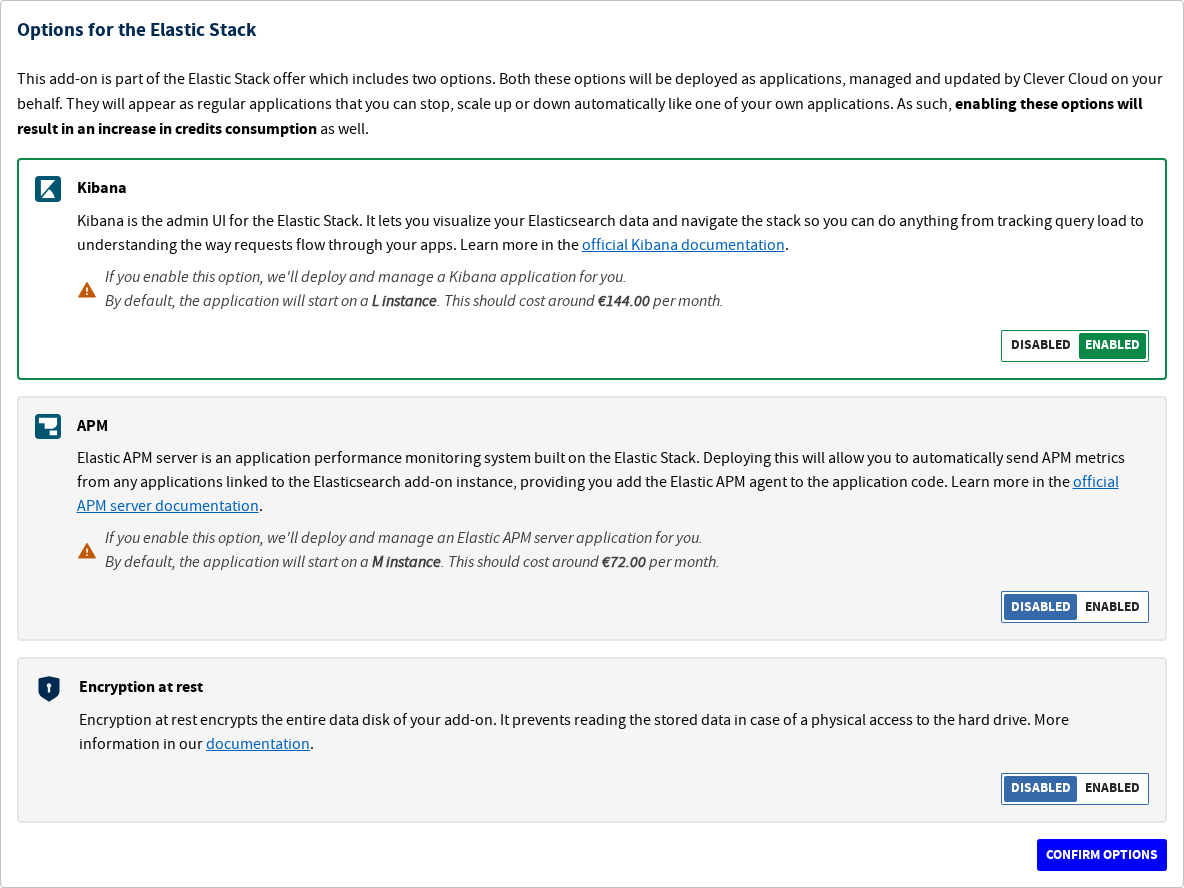 Options for the Elastic Stack
This add-on is part of the Elastic Stack offer which includes two options. Both these options will be deployed as applications, managed and updated by Clever Cloud on your
behalf. They will appear as regular applications that you can stop, scale up or down automatically like one of your own applications. As such, enabling these options will
result in an increase in credits consumption as well.
Kibana
Kibana is the admin UI for the Elastic Stack. It lets you visualize your Elasticsearch data and navigate the stack so you can do anything from tracking query load to
understanding the way requests flow through your apps. Learn more in the official Kibana documentation.
If you enable this option, we'll deploy and manage a Kibana application for you.
By default, the application will start on a L instance. This should cost around €144.00 per month.
DISABLED ENABLED
APM
Elastic APM server is an application performance monitoring system built on the Elastic Stack. Deploying this will allow you to automatically send APM metrics
from any applications linked to the Elasticsearch add-on instance, providing you add the Elastic APM agent to the application code. Learn more in the official
APM server documentation.
If you enable this option, we'll deploy and manage an Elastic APM server application for you.
By default, the application will start on a M instance. This should cost around €72.00 per month.
DISABLED ENABLED
Encryption at rest
Encryption at rest encrypts the entire data disk of your add-on. It prevents reading the stored data in case of a physical access to the hard drive. More
information in our documentation.
DISABLED ENABLED
CONFIRM OPTIONS